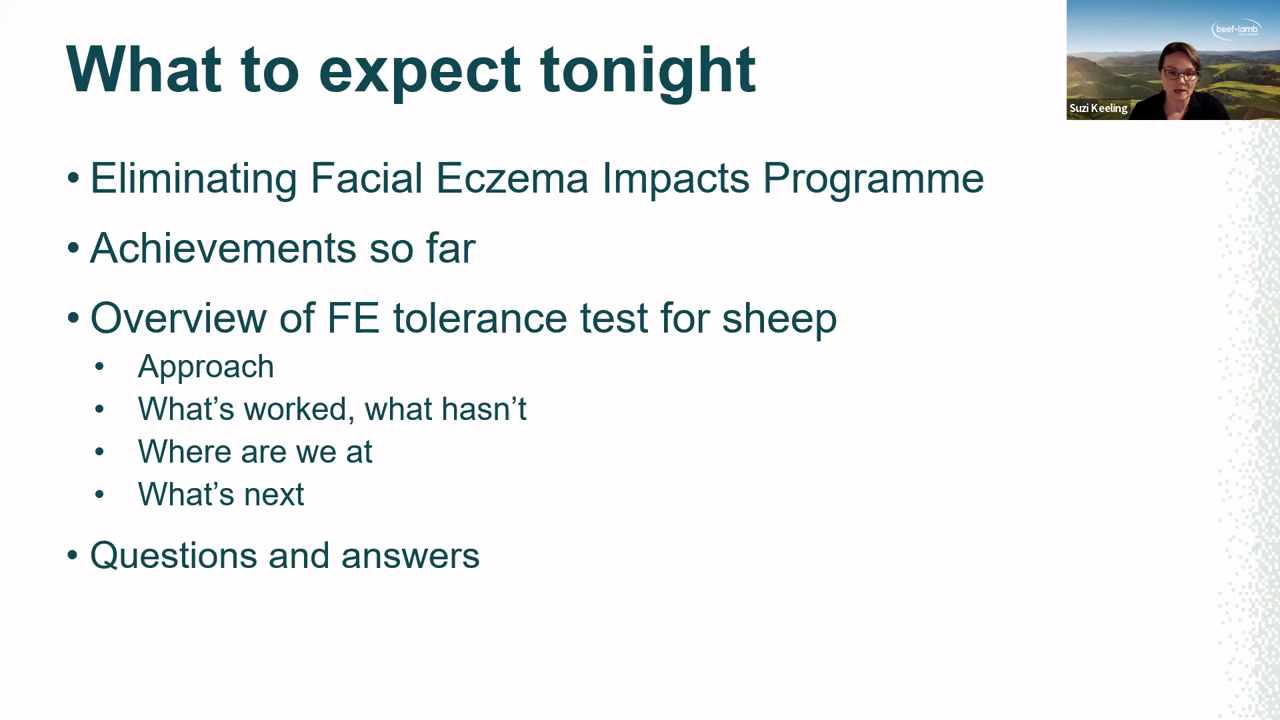 What to expect tonight
beef+lamb
Suzi Keeling
• Eliminating Facial Eczema Impacts Programme
• Achievements so far
• Overview of FE tolerance test for sheep
• Approach
• What's worked, what hasn't
• Where are we at
• What's next
• Questions and answers